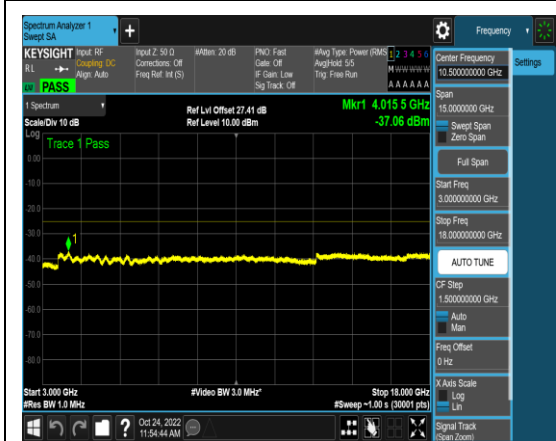 Spectrum Analyzer 1
Swept SA
+
Frequency
KEYSIGHT
RL
PASS
Input: RF
Coupling: DC
Align: Auto
Input Z: 50 Ω
Corrections: Off
Freq Ref: Int (S)
#Atten: 20 dB
PNO: Fast
Gate: Off
IF Gain: Low
Sig Track: Off
#Avg Type: Power (RMS
Avg|Hold: 5/5
Trig: Free Run
1 2 3 4 5 6
M W W W W W
A A A A A A
1 Spectrum
Scale/Div 10 dB
Ref Lvl Offset 27.41 dB
Ref Level 10.00 dBm
Mkr1 4.015 5 GHz
-37.06 dBm
Log
Trace 1 Pass
0.00
-10.0
-20.0
-30.0
-40.0
-50.0
-60.0
-70.0
-80.0
1
Start 3.000 GHz
#Res BW 1.0 MHz
#Video BW 3.0 MHz*
Stop 18.000 GHz
#Sweep ~1.00 s (30001 pts)
Center Frequency
10.500000000 GHz
Settings
Span
15.0000000 GHz
Swept Span
Zero Span
Full Span
Start Freq
3.000000000 GHz
Stop Freq
18.000000000 GHz
AUTO TUNE
CF Step
1.500000000 GHz
Auto
Man
Freq Offset
0 Hz
X Axis Scale
Log
Lin
Signal Track
(Span Zoom)
?
Oct 24, 2022
11:54:44 AM